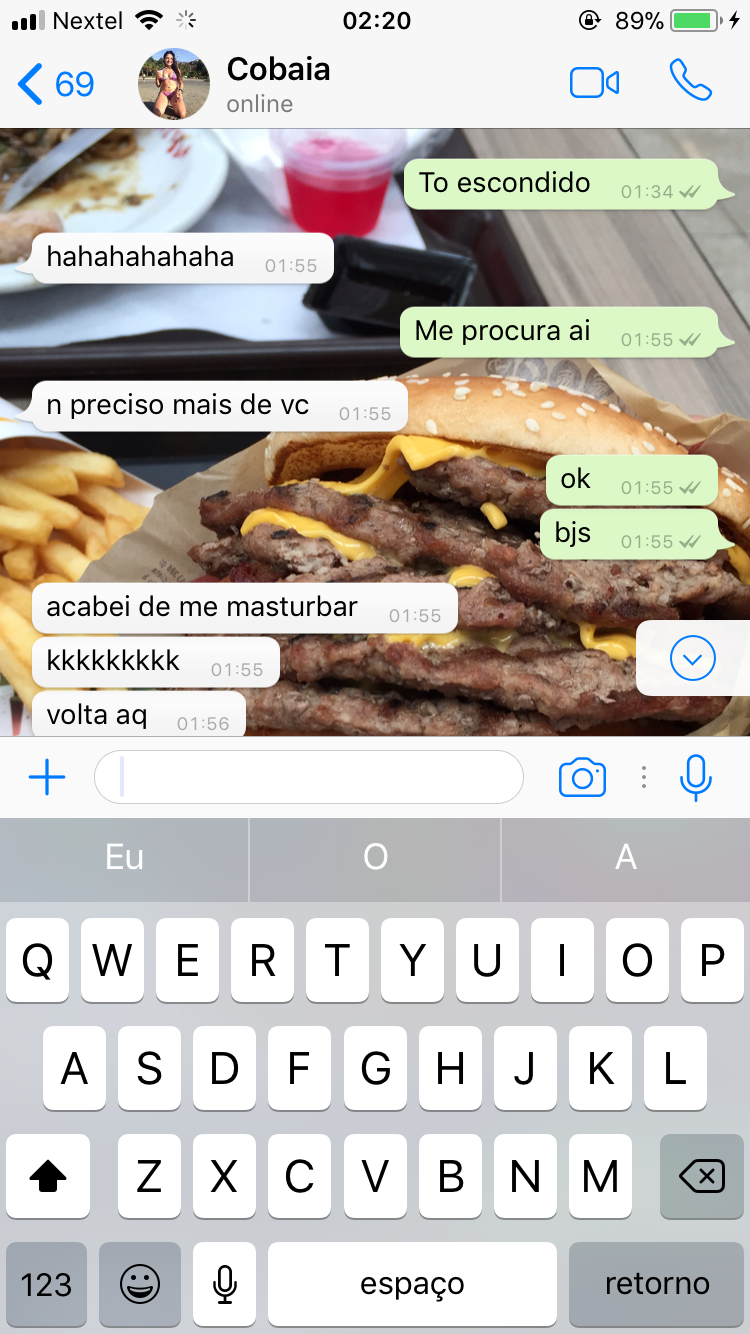 Nextel 02:20 89%
69 Cobaia
online
To escondido 01:34
hahahahahaha 01:55
Me procura ai 01:55
n preciso mais de vc 01:55
ok 01:55
bjs 01:55
acabei de me masturbar 01:55
kkkkkkkkk 01:55
volta aq 01:56
Eu O A
Q W E R T Y U I O P
A S D F G H J K L
Z X C V B N M
123 espaço retorno